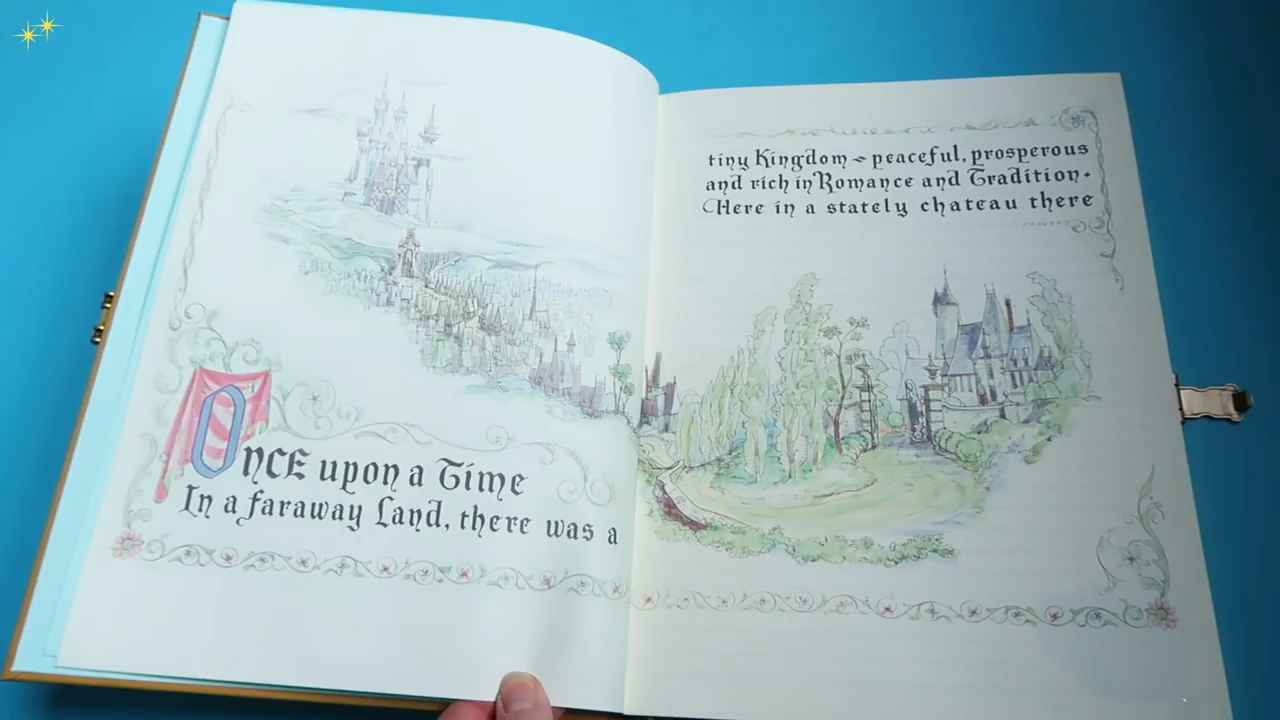 ONCE upon a Time
In a faraway Land, there was a
tiny Kingdom ~ peaceful, prosperous
and rich in Romance and Tradition.
Here in a stately chateau there